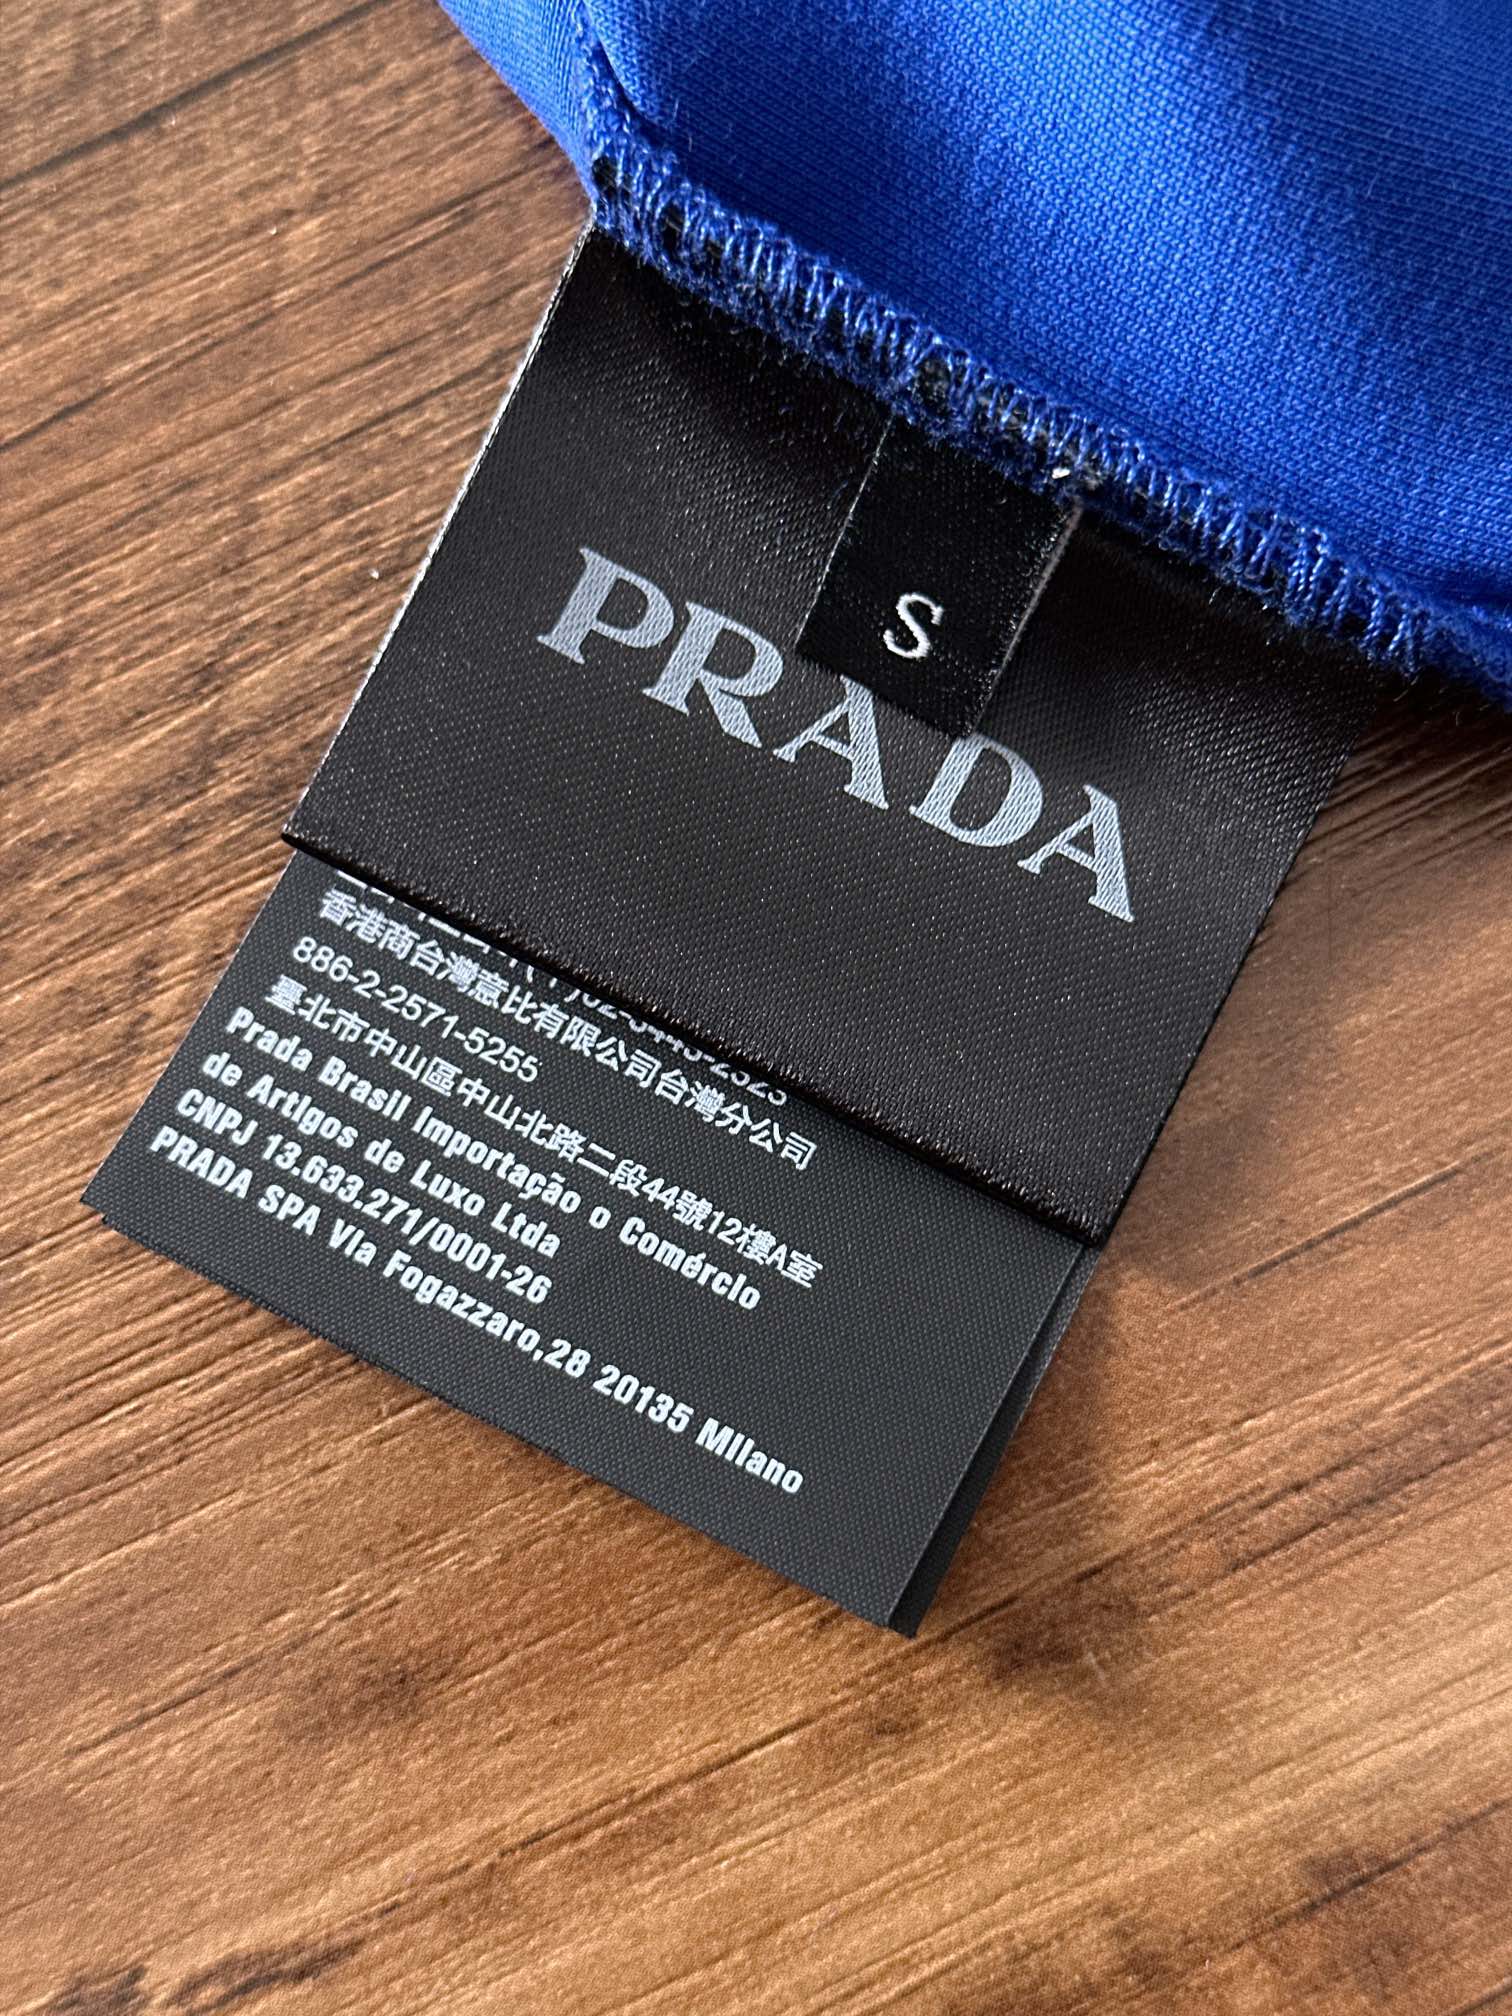 S
PRADA
02-3443-2323
香港商台灣意比有限公司台灣分公司
886-2-2571-5255
臺北市中山區中山北路二段44號12樓A室
Prada Brasil Importação o Comércio
de Artigos de Luxo Ltda
CNPJ 13.633.271/0001-26
PRADA SPA Via Fogazzaro,28 20135 Milano